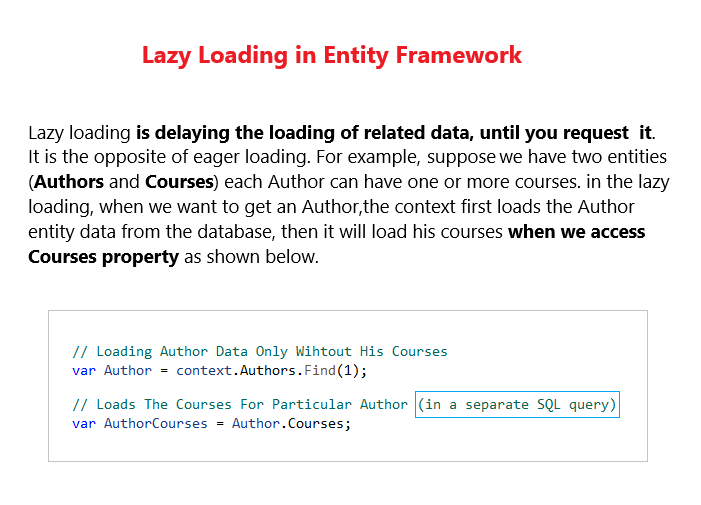 Lazy Loading in Entity Framework
Lazy loading is delaying the loading of related data, until you request  it.
It is the opposite of eager loading. For example, suppose we have two entities
(Authors and Courses) each Author can have one or more courses. in the lazy
loading, when we want to get an Author,the context first loads the Author
entity data from the database, then it will load his courses when we access
Courses property as shown below.
// Loading Author Data Only Wihtout His Courses
var Author = context.Authors.Find(1);
// Loads The Courses For Particular Author (in a separate SQL query)
var AuthorCourses = Author.Courses;